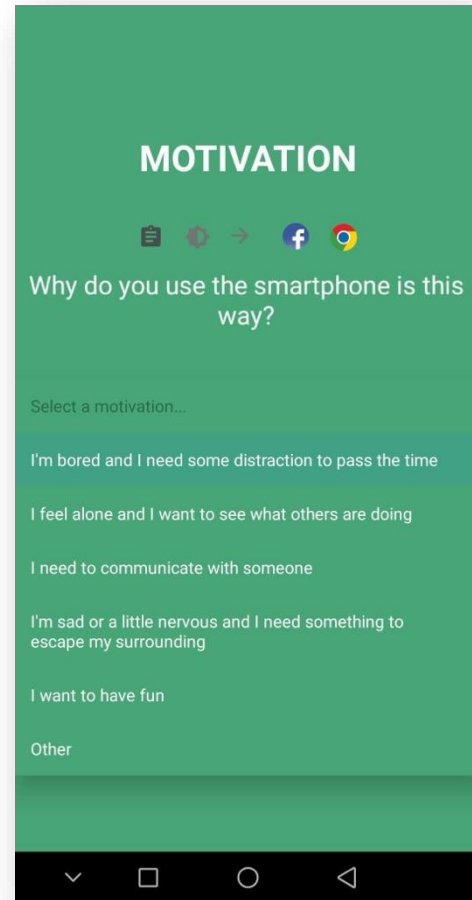 MOTIVATION
Why do you use the smartphone is this
way?
Select a motivation...
I'm bored and I need some distraction to pass the time
I feel alone and I want to see what others are doing
I need to communicate with someone
I'm sad or a little nervous and I need something to
escape my surrounding
I want to have fun
Other